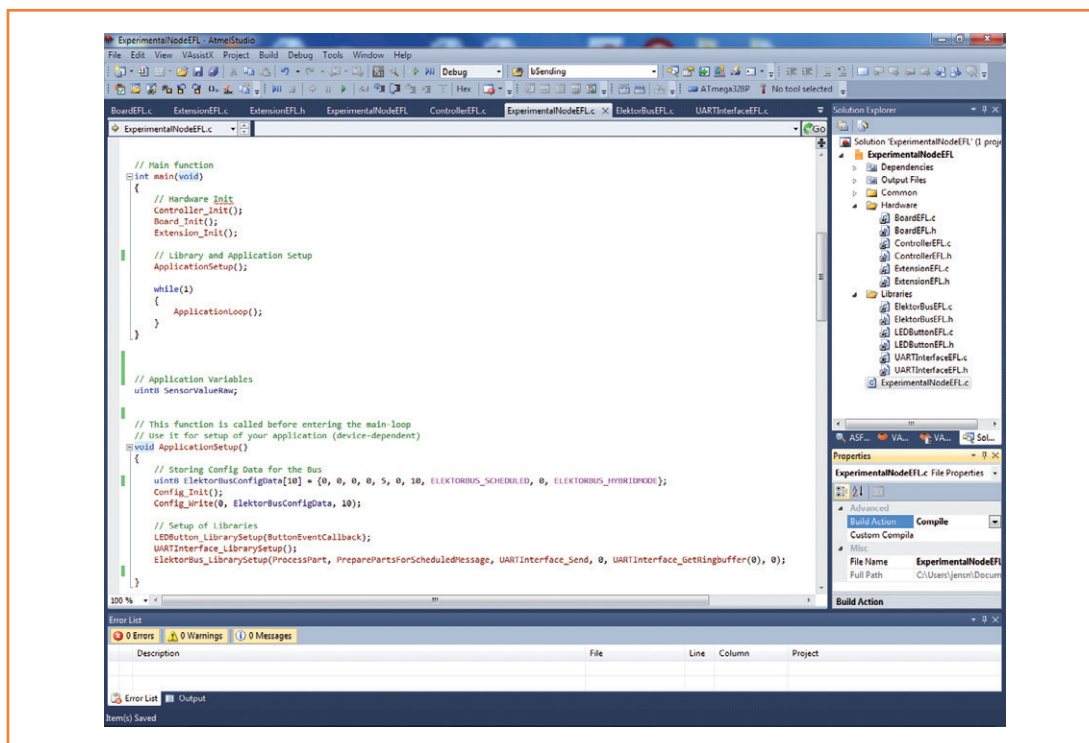 ExperimentalNodeEFL - AtmelStudio
File Edit View VAssistX Project Build Debug Tools Window Help
Debug bSending
Hex ATmega328P No tool selected
BoardEFL.c ExtensionEFL.c ExtensionEFL.h ExperimentalNodeEFL ControllerEFL.c ExperimentalNodeEFL.c ElektorBusEFL.c UARTInterfaceEFL.c
ExperimentalNodeEFL.c Go
// Main function
int main(void)
{
// Hardware Init
Controller_Init();
Board_Init();
Extension_Init();
// Library and Application Setup
ApplicationSetup();
while(1)
{
ApplicationLoop();
}
}
// Application Variables
uint8 SensorValueRaw;
// This function is called before entering the main-loop
// Use it for setup of your application (device-dependent)
void ApplicationSetup()
{
// Storing Config Data for the Bus
uint8 ElektorBusConfigData[10] = {0, 0, 0, 0, 5, 0, 10, ELEKTORBUS_SCHEDULED, 0, ELEKTORBUS_HYBRIDMODE};
Config_Init();
Config_Write(0, ElektorBusConfigData, 10);
// Setup of Libraries
LEDButton_LibrarySetup(ButtonEventCallback);
UARTInterface_LibrarySetup();
ElektorBus_LibrarySetup(ProcessPart, PreparePartsForScheduledMessage, UARTInterface_Send, 0, UARTInterface_GetRingbuffer(0), 0);
}
100 %
Solution Explorer
Solution 'ExperimentalNodeEFL' (1 proje
ExperimentalNodeEFL
Dependencies
Output Files
Common
Hardware
BoardEFL.c
BoardEFL.h
ControllerEFL.c
ControllerEFL.h
ExtensionEFL.c
ExtensionEFL.h
Libraries
ElektorBusEFL.c
ElektorBusEFL.h
LEDButtonEFL.c
LEDButtonEFL.h
UARTInterfaceEFL.c
UARTInterfaceEFL.h
ExperimentalNodeEFL.c
ASF... VA... VA... Sol...
Properties
ExperimentalNodeEFL.c File Properties
Advanced
Build Action Compile
Custom Compila
Misc
File Name ExperimentalNodeEFL
Full Path C:\Users\jensn\Docum
Build Action
Error List
0 Errors 0 Warnings 0 Messages
Description File Line Column Project
Error List Output
Item(s) Saved